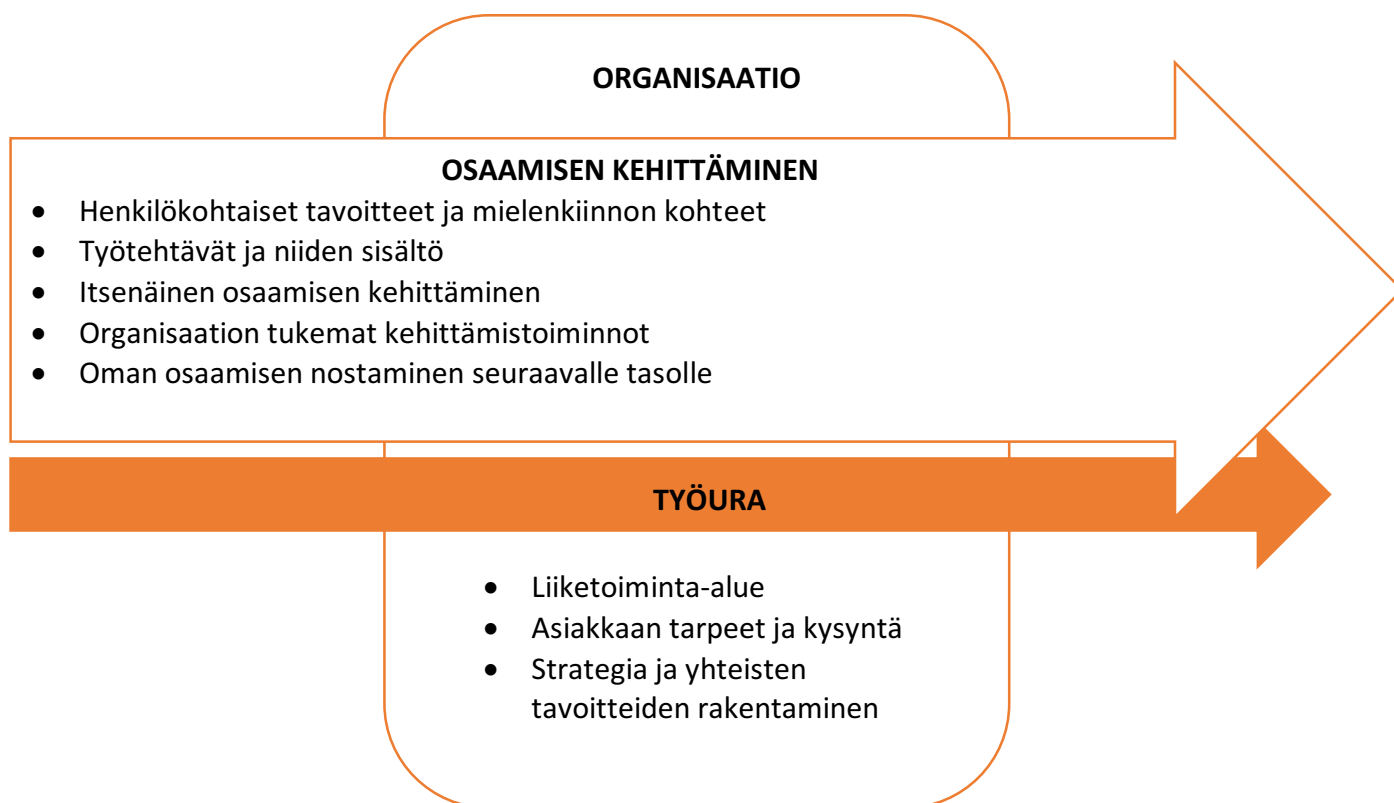 ORGANISAATIO
OSAAMISEN KEHITTÄMINEN
• Henkilökohtaiset tavoitteet ja mielenkiinnon kohteet
• Työtehtävät ja niiden sisältö
• Itsenäinen osaamisen kehittäminen
• Organisaation tukemat kehittämistoiminnot
• Oman osaamisen nostaminen seuraavalle tasolle
TYÖURA
• Liiketoiminta-alue
• Asiakkaan tarpeet ja kysyntä
• Strategia ja yhteisten
tavoitteiden rakentaminen